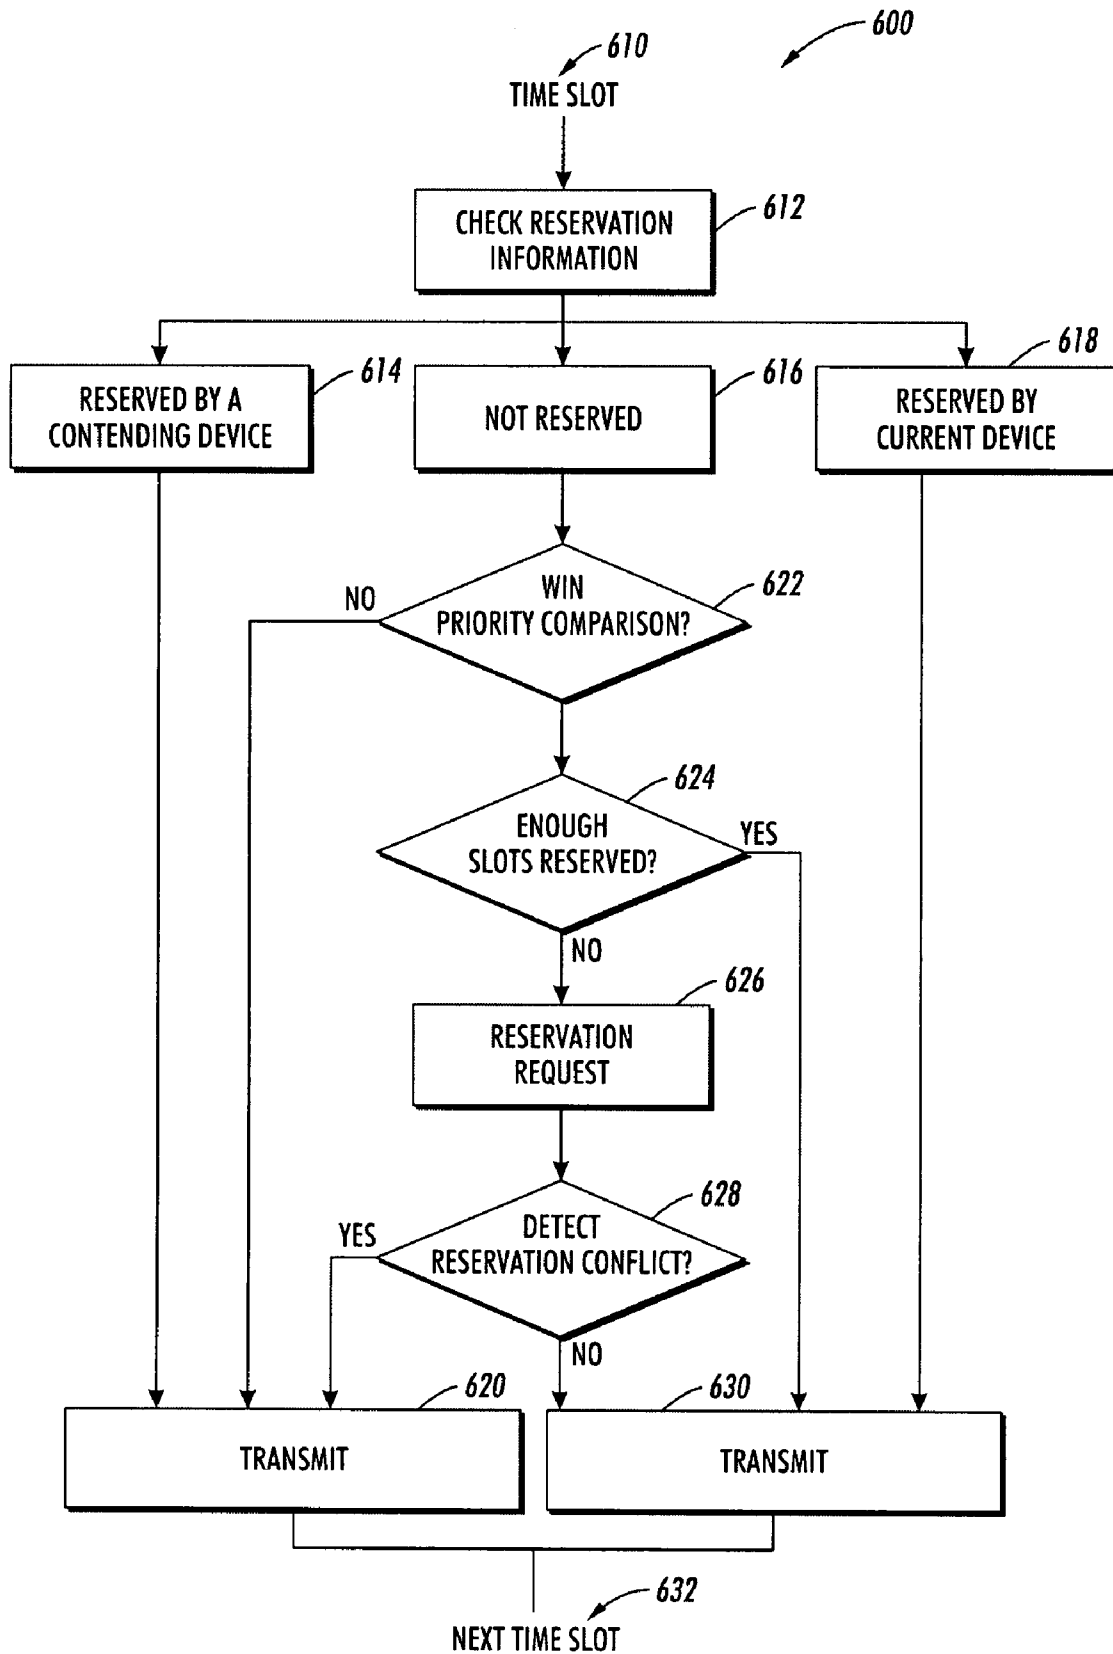 600
610
TIME SLOT
612
CHECK RESERVATION
INFORMATION
614
RESERVED BY A
CONTENDING DEVICE
616
NOT RESERVED
618
RESERVED BY
CURRENT DEVICE
622
WIN
PRIORITY COMPARISON?
NO
624
ENOUGH
SLOTS RESERVED?
YES
NO
626
RESERVATION
REQUEST
628
DETECT
RESERVATION CONFLICT?
YES
NO
620
TRANSMIT
630
TRANSMIT
632
NEXT TIME SLOT